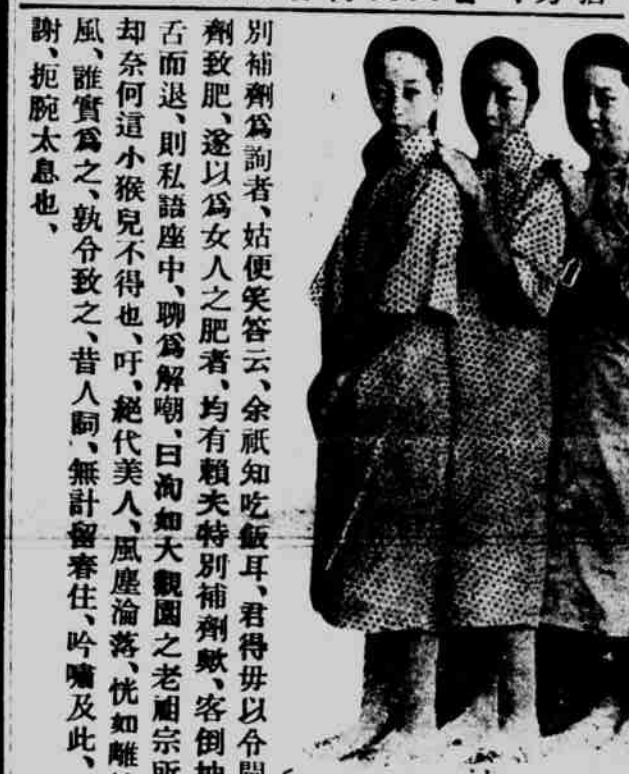 別補劑爲詢者、姑便笑答云、余祇知吃飯耳、君得毋以令
劑致肥、遂以爲女人之肥者、均有賴夫特別補劑歟、客倒抽
舌而退、則私語座中、聊爲解嘲、曰洵如大觀園之老祖宗所
却奈何這小猴兒不得也、吁、絕代美人、風塵淪落、恍如離
風、誰實爲之、孰令致之、昔人詞、無計留春住、吟嘯及此、
謝、扼腕太息也、